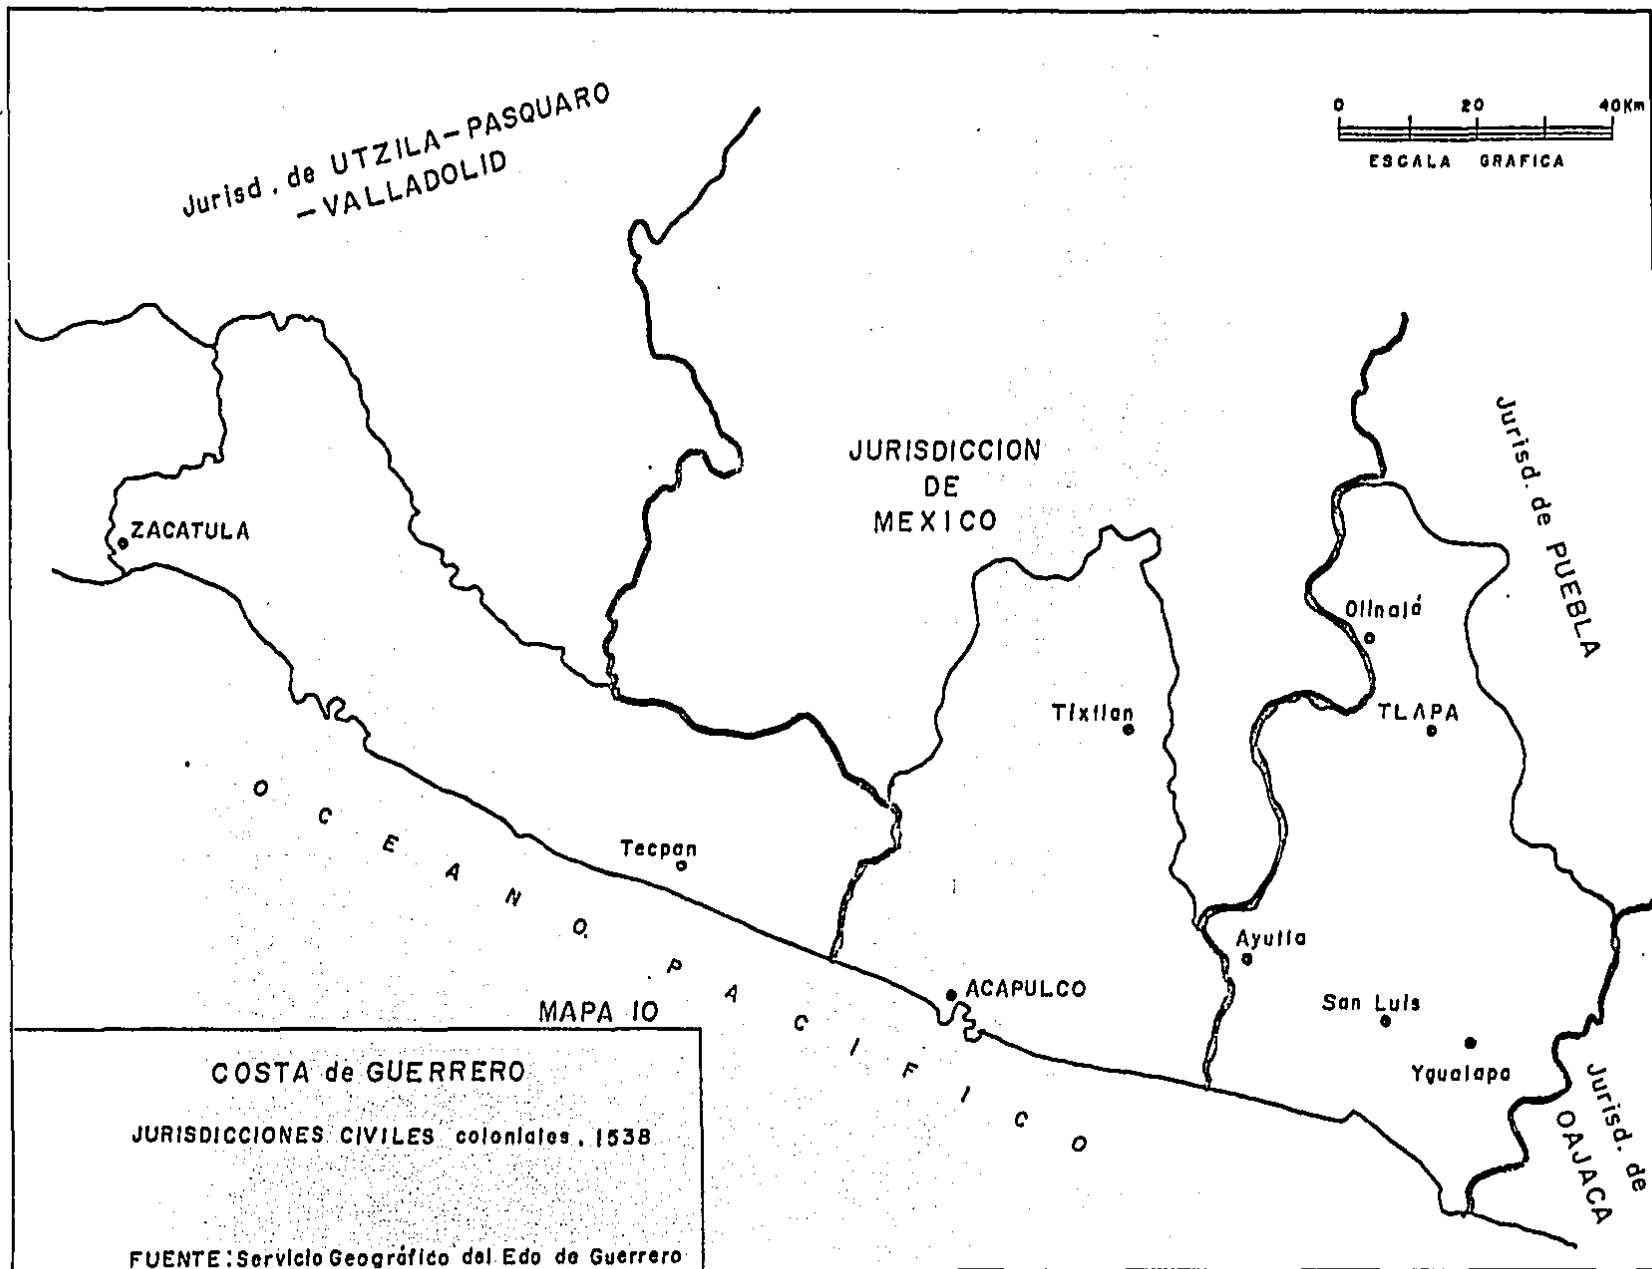 Jurisd. de UTZILA-PASQUARO
-VALLADOLID
0 20 40Km
ESCALA GRAFICA
JURISDICCION
DE
MEXICO
Jurisd. de PUEBLA
ZACATULA
Olinalá
Tixtlan
TLAPA
Tecpan
Ayutla
ACAPULCO
San Luis
Ygualapa
Jurisd. de
OAJACA
OCEANO PACIFICO
MAPA 10
COSTA de GUERRERO
JURISDICCIONES CIVILES coloniales. 1538
FUENTE: Servicio Geográfico del Edo de Guerrero